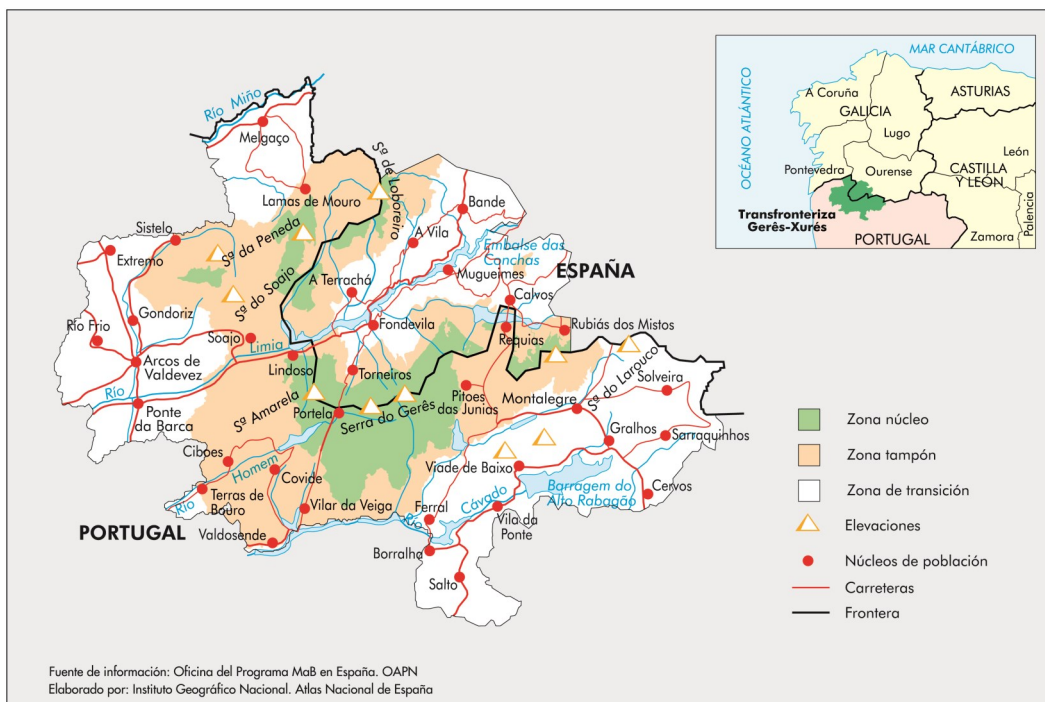 MAR CANTÁBRICO
OCÉANO ATLÁNTICO
A Coruña
ASTURIAS
GALICIA
Lugo
León
Pontevedra
Ourense
CASTILLA
Y LEÓN
Palencia
Transfronteriza
Gerês-Xurés
PORTUGAL
Zamora
Río Miño
Melgaço
Sª de Loboreiro
Lamas de Mouro
Bande
Sistelo
Sª da Peneda
A Vila
Embalse das
Conchas
Extremo
ESPAÑA
Mugueimes
A Terrachá
Sª do Soajo
Calvos
Gondoriz
Río Frio
Fondevila
Rubiás dos Mistos
Soajo
Requias
Limia
Arcos de
Valdevez
Lindoso
Torneiros
Sª do Larouco
Solveira
Río
Pitoes
das Junias
Montalegre
Sª Amarela
Portela
Serra do Gerês
Ponte
da Barca
Gralhos
Sarraquinhos
Ciboes
Homem
Viade de Baixo
Covide
Barragem do
Alto Rabagão
Cervos
Terras de
Bouro
Río
Vilar da Veiga
Ferral
Cávado
Río
Vila da
Ponte
PORTUGAL
Valdosende
Borralha
Salto
Zona núcleo
Zona tampón
Zona de transición
Elevaciones
Núcleos de población
Carreteras
Frontera
Fuente de información: Oficina del Programa MaB en España. OAPN
Elaborado por: Instituto Geográfico Nacional. Atlas Nacional de España